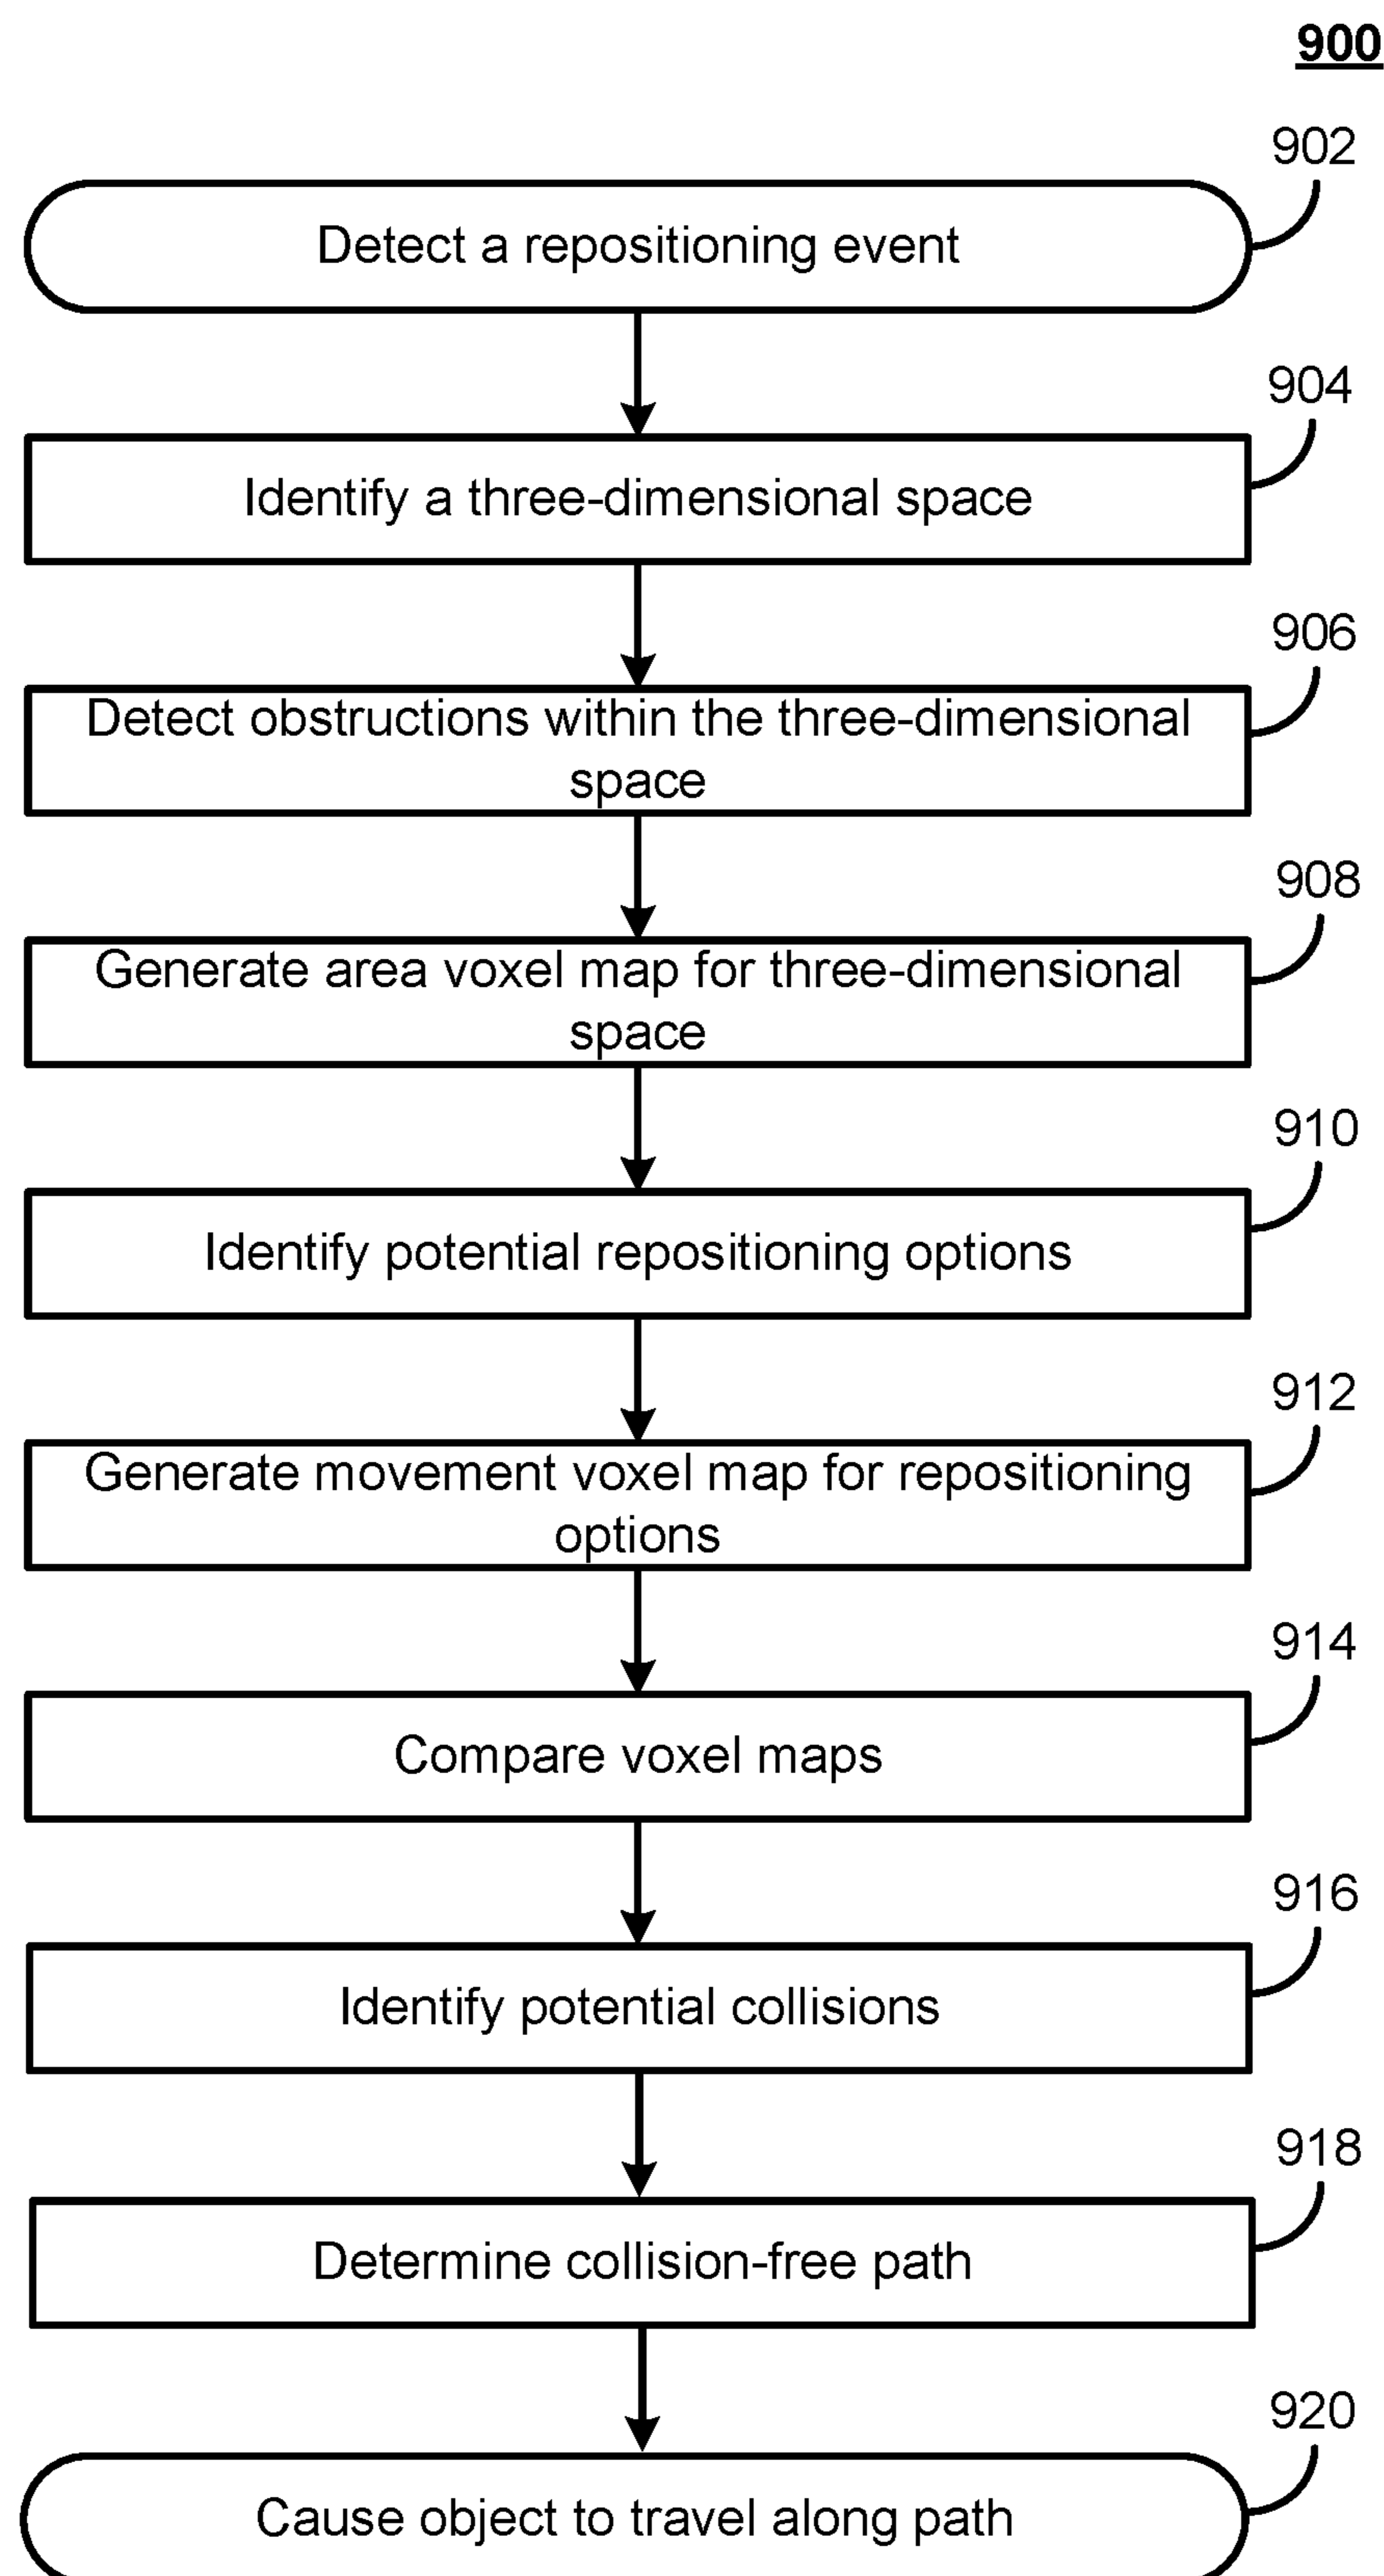 900
902
Detect a repositioning event
904
Identify a three-dimensional space
906
Detect obstructions within the three-dimensional
space
908
Generate area voxel map for three-dimensional
space
910
Identify potential repositioning options
912
Generate movement voxel map for repositioning
options
914
Compare voxel maps
916
Identify potential collisions
918
Determine collision-free path
920
Cause object to travel along path